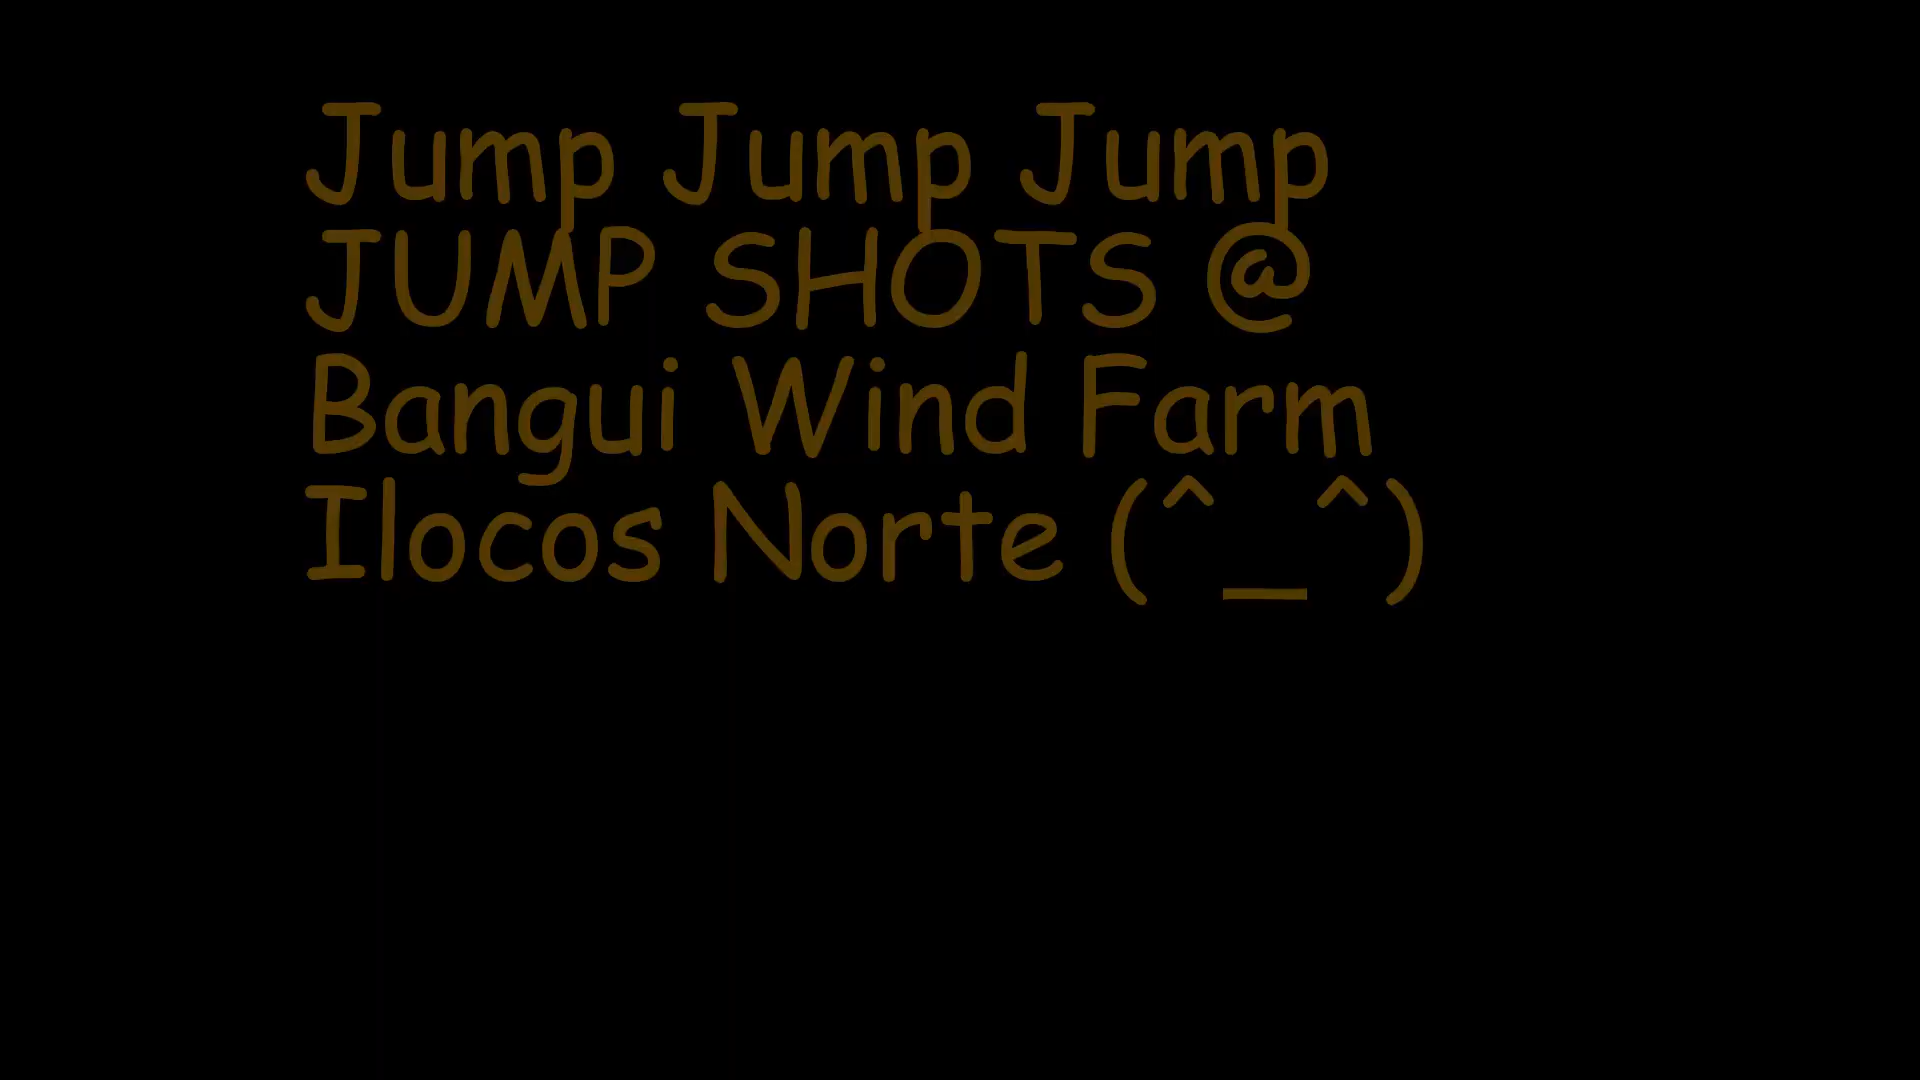 Jump Jump Jump
JUMP SHOTS @
Bangui Wind Farm
Ilocos Norte (^_^)